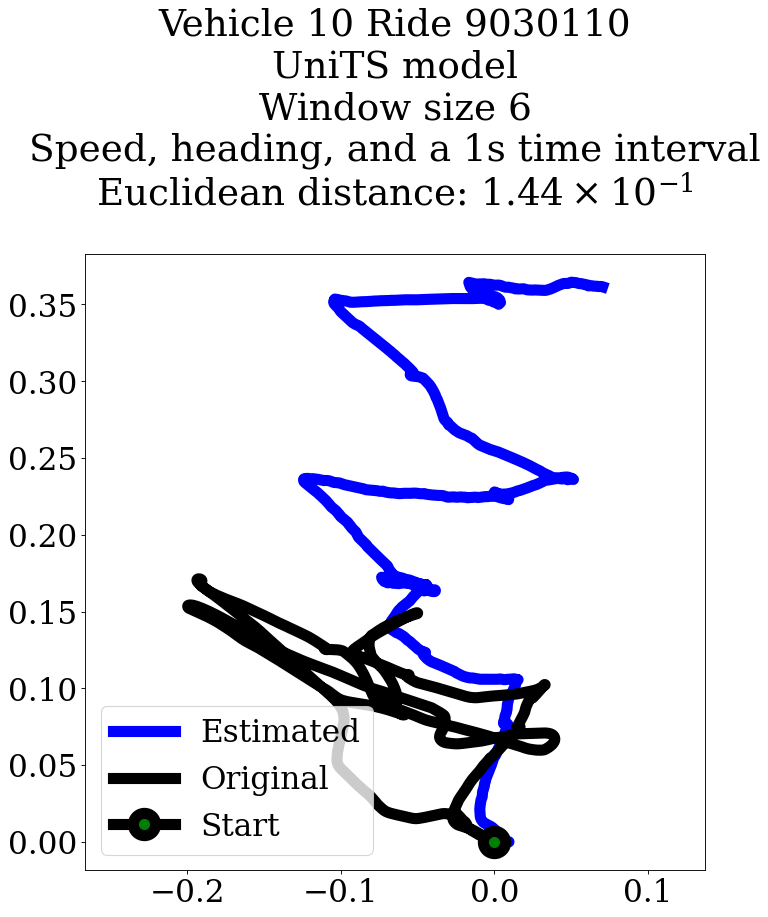 Vehicle 10 Ride 9030110
UniTS model
Window size 6
Speed, heading, and a 1s time interval
Euclidean distance: 1.44 × 10⁻¹
0.35
0.30
0.25
0.20
0.15
0.10
0.05
0.00
Estimated
Original
Start
−0.2 −0.1 0.0 0.1